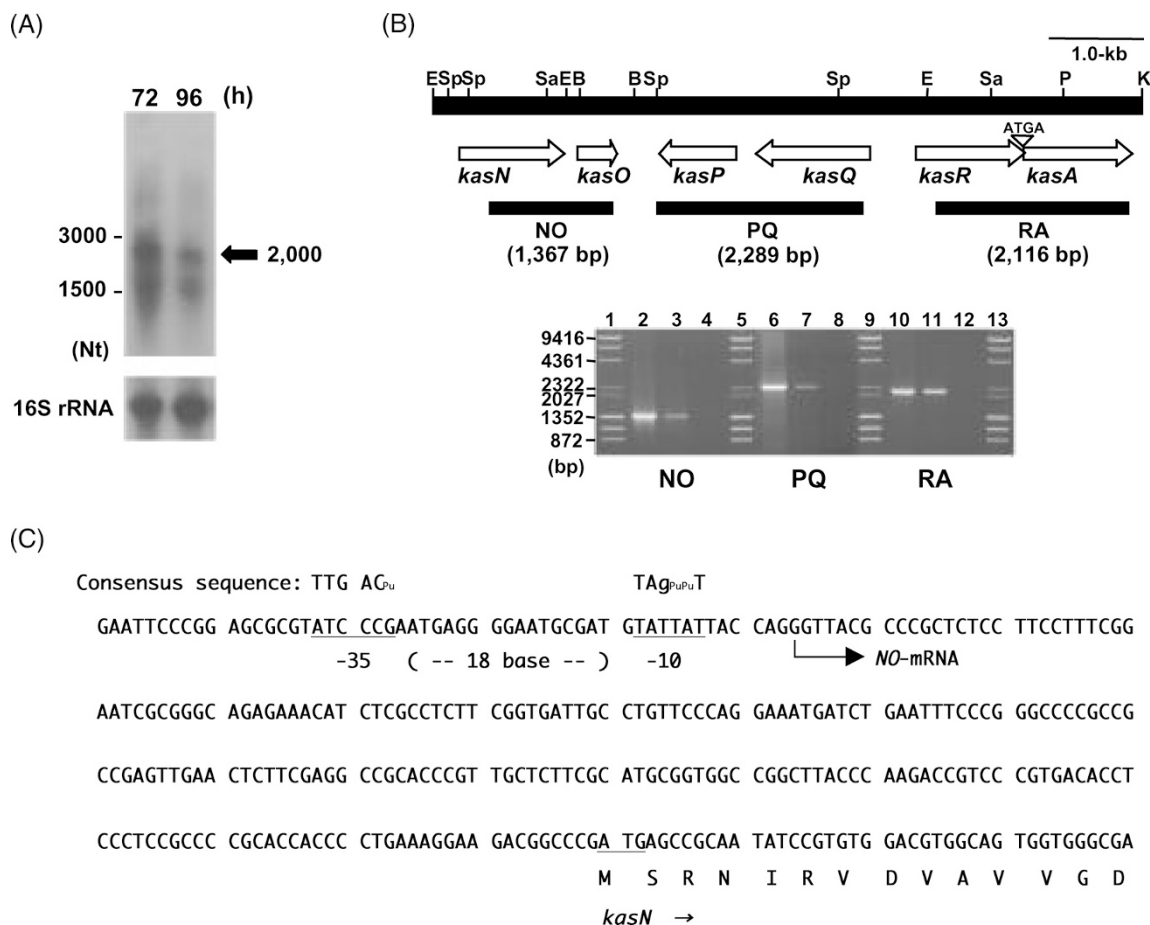 (A)
72 96 (h)
3000
2,000
1500
(Nt)
16S rRNA
(B)
1.0-kb
E Sp Sp Sa E B B Sp Sp E Sa P K
ATGA
kasN kasO kasP kasQ kasR kasA
NO PQ RA
(1,367 bp) (2,289 bp) (2,116 bp)
1 2 3 4 5 6 7 8 9 10 11 12 13
9416
4361
2322
2027
1352
872
(bp)
NO PQ RA
(C)
Consensus sequence: TTG ACPu TAgPuPuT
GAATTCCCGG AGCGCGTATC CCGAATGAGG GGAATGCGAT GTATTATTAC CAGGGTTACG CCCGCTCTCC TTCCTTTCGG
-35 ( -- 18 base -- ) -10 NO-mRNA
AATCGCGGGC AGAGAAACAT CTCGCCTCTT CGGTGATTGC CTGTTCCCAG GAAATGATCT GAATTTCCCG GGCCCCGCCG
CCGAGTTGAA CTCTTCGAGG CCGCACCCGT TGCTCTTCGC ATGCGGTGGC CGGCTTACCC AAGACCGTCC CGTGACACCT
CCCTCCGCCC CGCACCACCC CTGAAAGGAA GACGGCCCGA TGAGCCGCAA TATCCGTGTG GACGTGGCAG TGGTGGGCGA
M S R N I R V D V A V V G D
kasN →